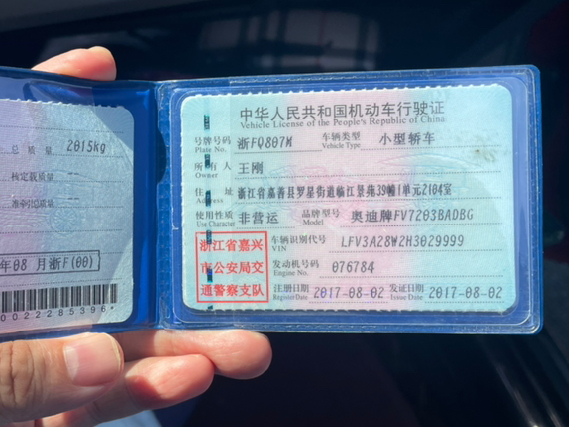 总质量 2015kg
核定载质量
准牵引总质量
年08月浙F(00)
中华人民共和国机动车行驶证
Vehicle License of the People's Republic of China
号牌号码 浙FQ807W 车辆类型 小型轿车
Plate No. Vehicle Type
所有人 王刚
Owner
住址 浙江省嘉善县罗星街道临江景苑39幢1单元2104室
Address
使用性质 非营运 品牌型号 奥迪牌FV7203BADBG
Use Character Model
浙江省嘉兴
市公安局交
通警察支队
车辆识别代号 LFV3A28W2H3029999
VIN
发动机号码 076784
Engine No.
注册日期 2017-08-02 发证日期 2017-08-02
Register Date Issue Date